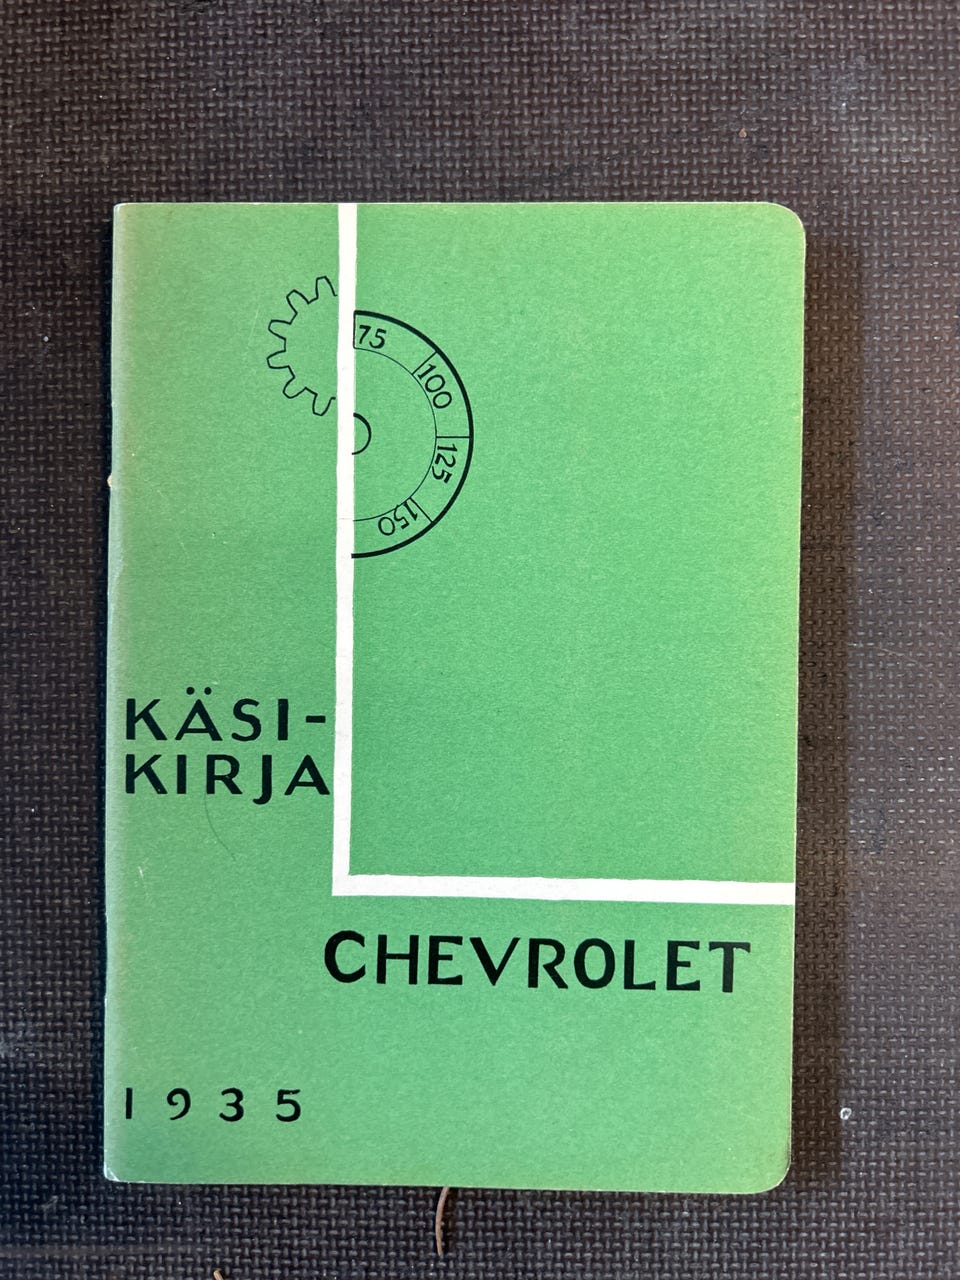 75
100
125
150
KÄSI-
KIRJA
CHEVROLET
1935